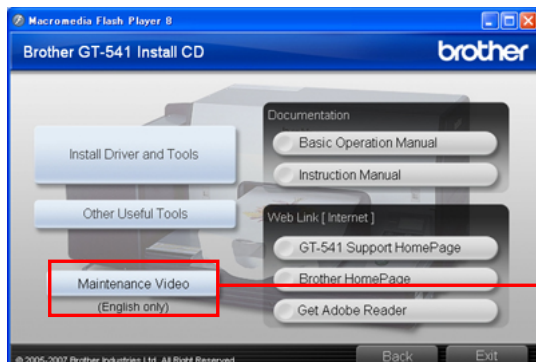 Macromedia Flash Player 8
Brother GT-541 Install CD
brother
Install Driver and Tools
Other Useful Tools
Maintenance Video
(English only)
Documentation
Basic Operation Manual
Instruction Manual
Web Link [ Internet ]
GT-541 Support HomePage
Brother HomePage
Get Adobe Reader
© 2005-2007 Brother Industries Ltd. All Right Reserved.
Back
Exit